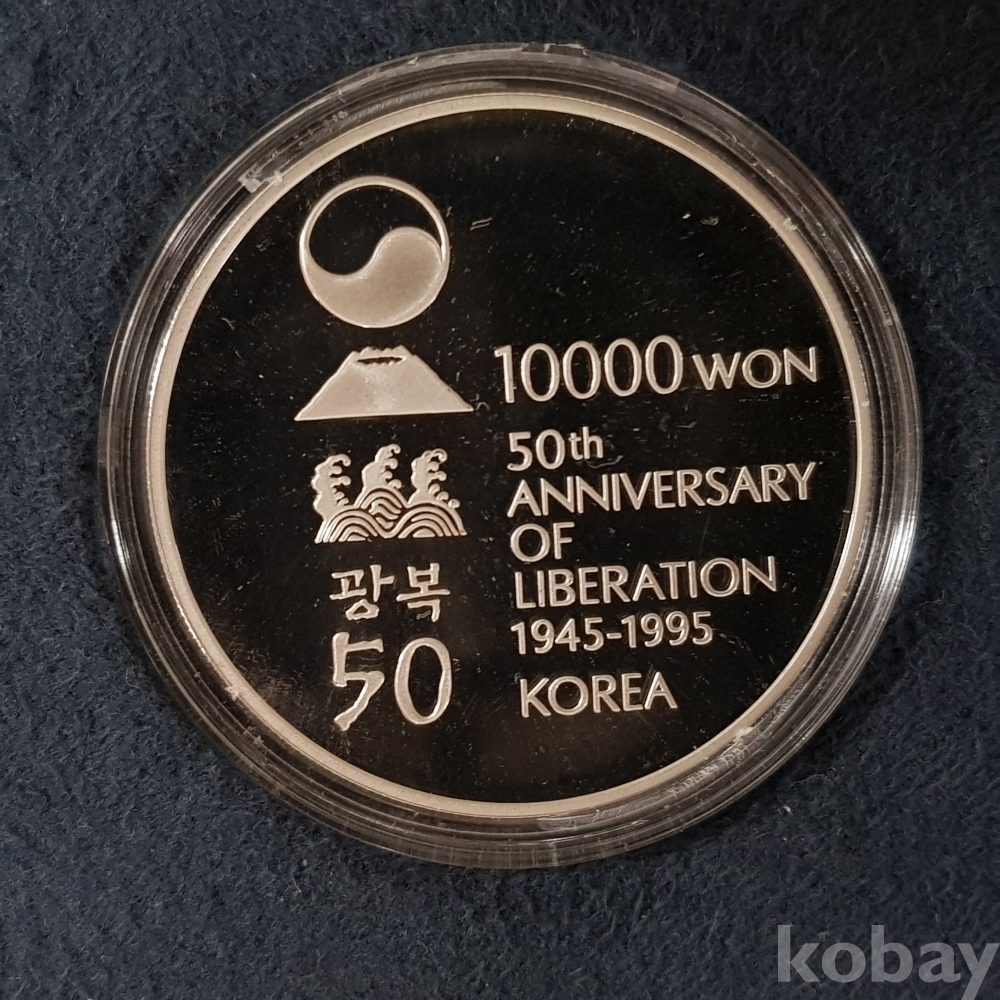 10000 WON
50th
ANNIVERSARY
OF
LIBERATION
1945-1995
KOREA
광복
50
kobay